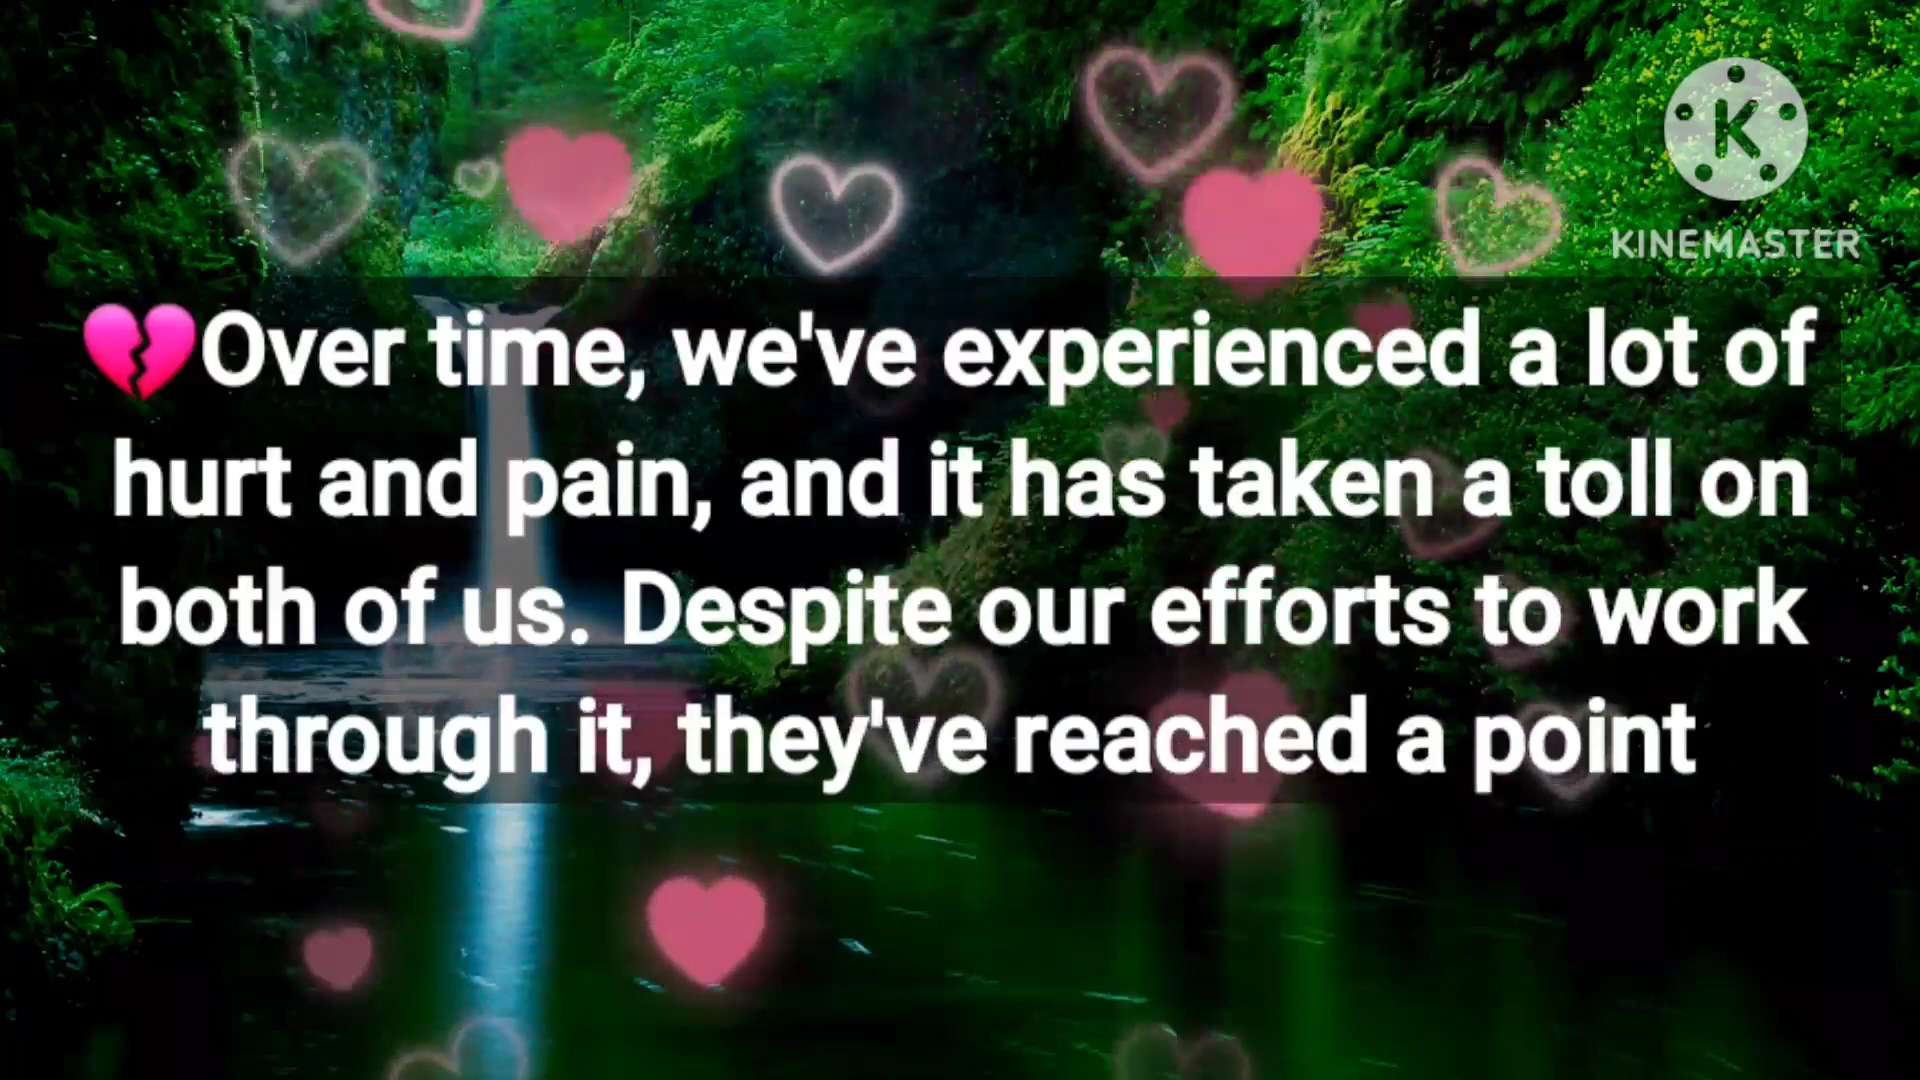 K
KINEMASTER
💔Over time, we've experienced a lot of
hurt and pain, and it has taken a toll on
both of us. Despite our efforts to work
through it, they've reached a point